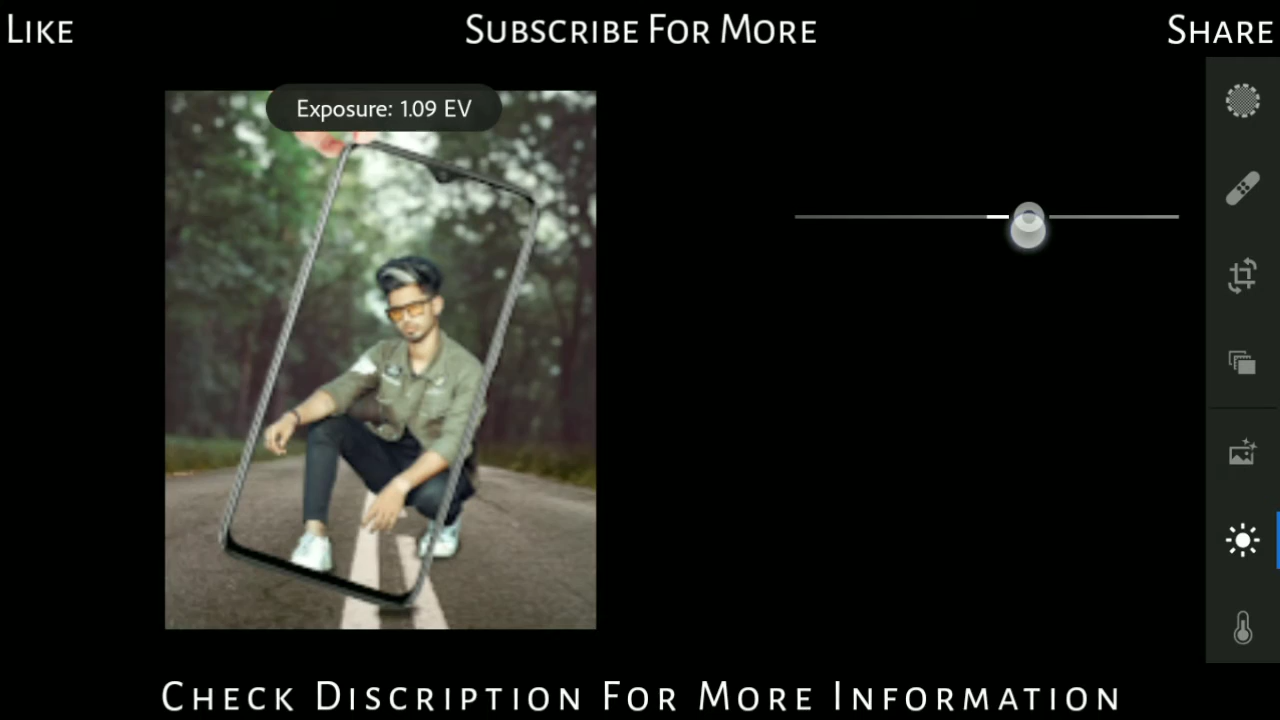 LIKE
SUBSCRIBE FOR MORE
SHARE
Exposure: 1.09 EV
CHECK DISCRIPTION FOR MORE INFORMATION